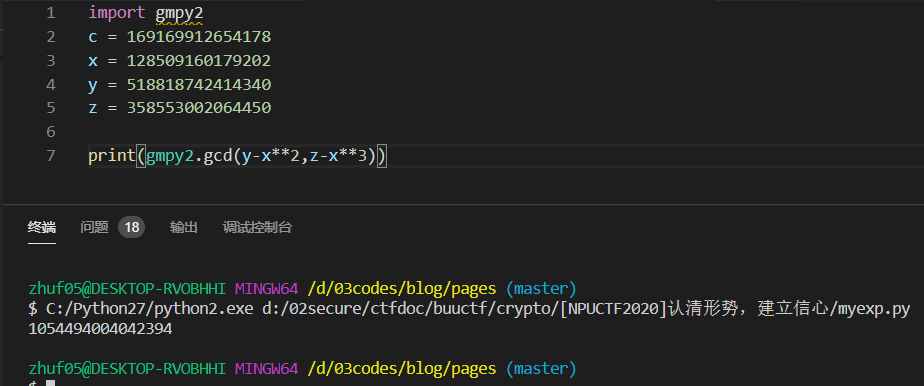 1 import gmpy2
2 c = 169169912654178
3 x = 128509160179202
4 y = 518818742414340
5 z = 358553002064450
6
7 print(gmpy2.gcd(y-x**2,z-x**3))
终端 问题 18 输出 调试控制台
zhuf05@DESKTOP-RVOBHHI MINGW64 /d/03codes/blog/pages (master)
$ C:/Python27/python2.exe d:/02secure/ctfdoc/buuctf/crypto/[NPUCTF2020]认清形势，建立信心/myexp.py
1054494004042394
zhuf05@DESKTOP-RVOBHHI MINGW64 /d/03codes/blog/pages (master)
$